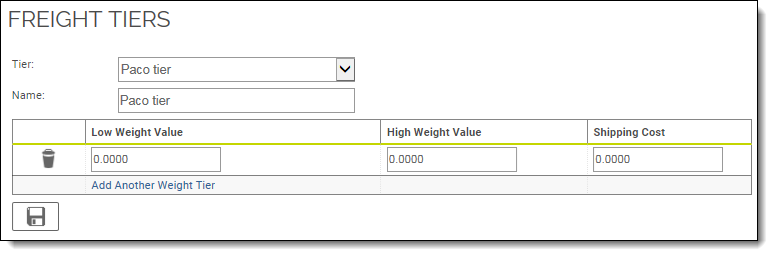 FREIGHT TIERS
Tier: Paco tier
Name: Paco tier
Low Weight Value High Weight Value Shipping Cost
0.0000 0.0000 0.0000
Add Another Weight Tier